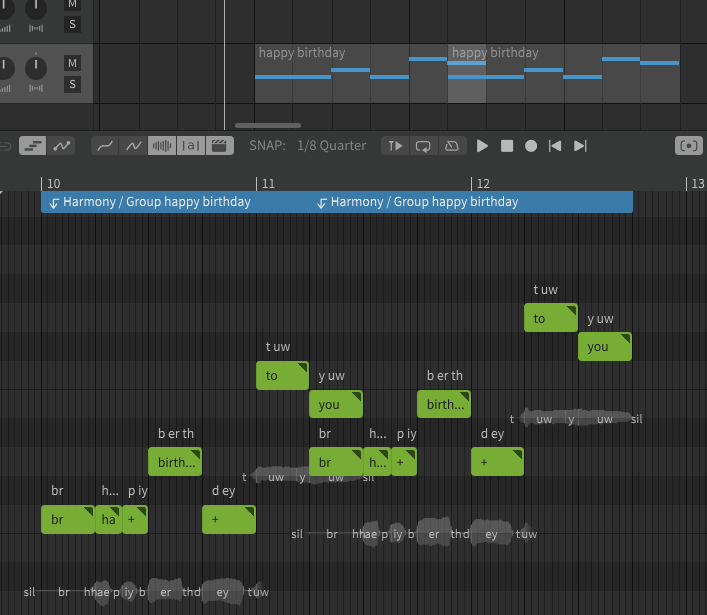 M
S
happy birthday happy birthday
M
S
SNAP: 1/8 Quarter
10 11 12 13
Harmony / Group happy birthday Harmony / Group happy birthday
t uw
to y uw
t uw you
to y uw b er th
you birth... t uw y uw sil
b er th br h... p iy d ey
birth... br h... + +
t uw y uw sil
br h... p iy d ey
br ha + +
sil br hhae p iy b er thd ey tuw
sil br hhae p iy b er thd ey tuw